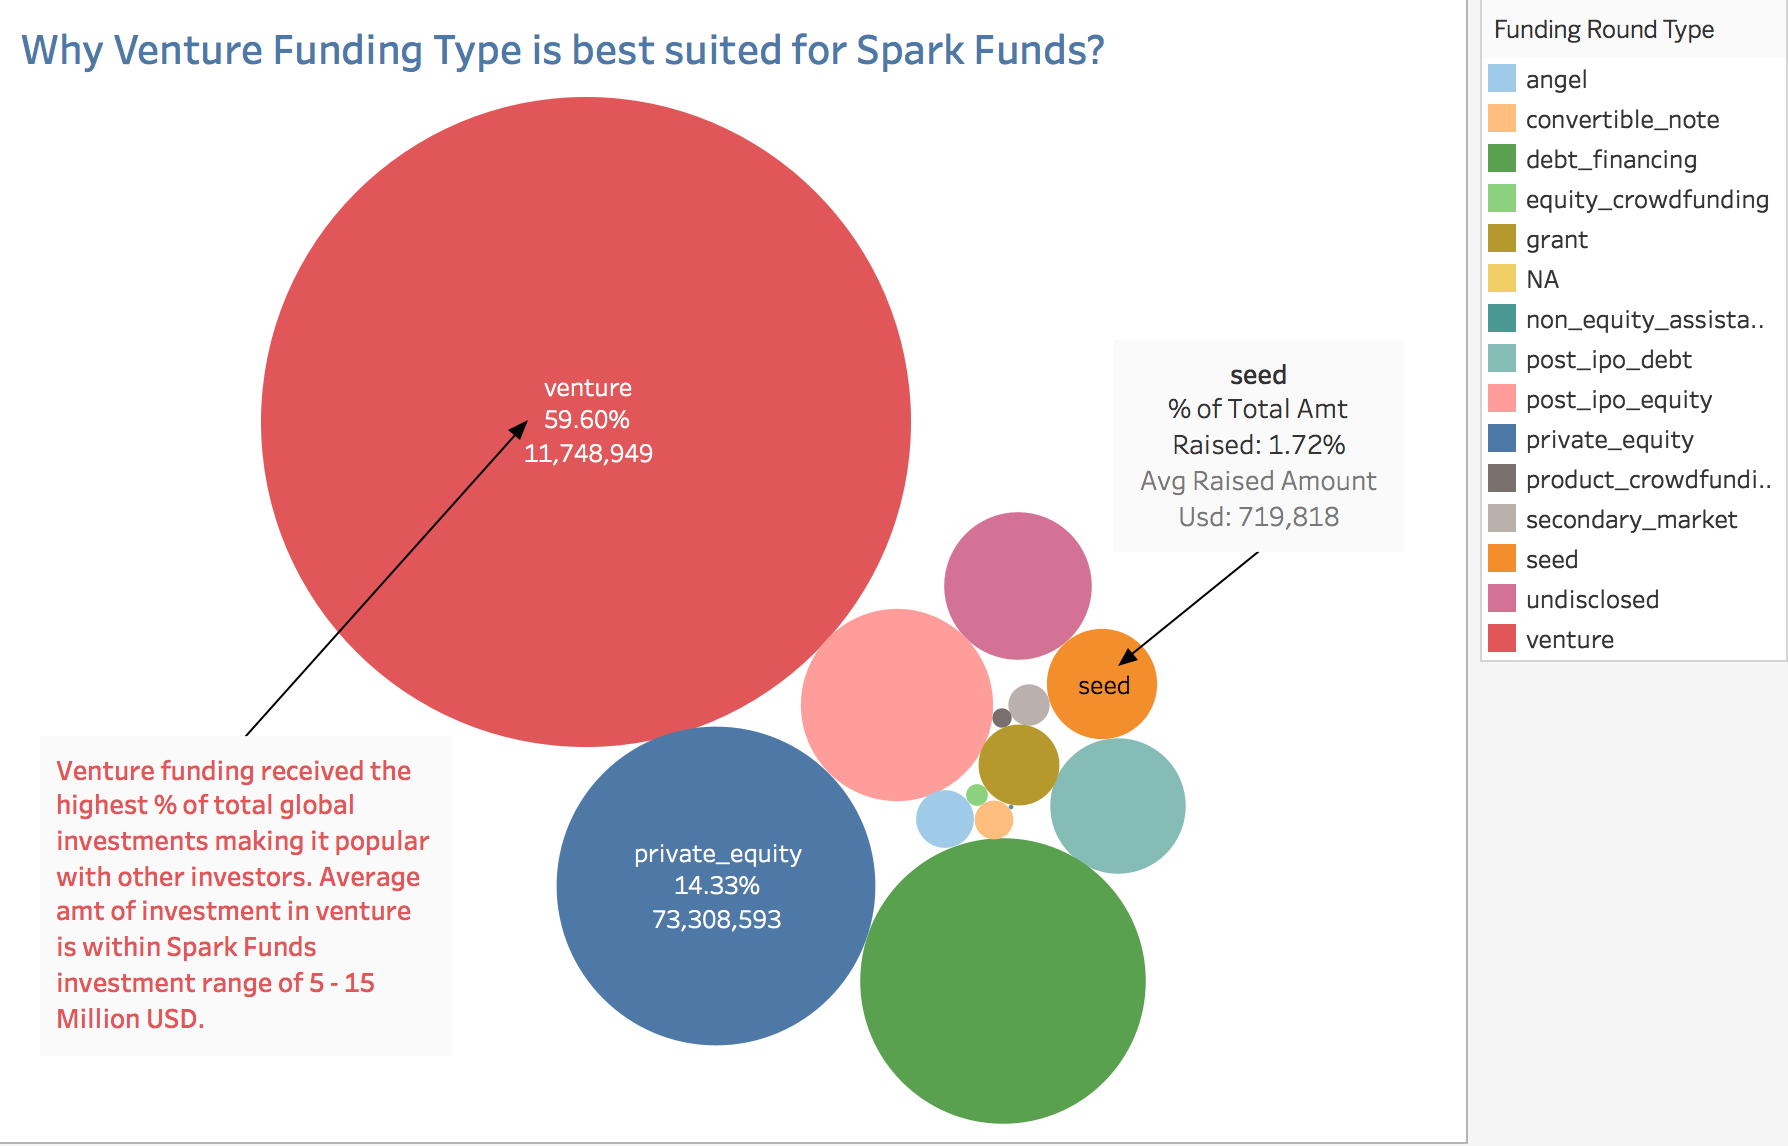 Why Venture Funding Type is best suited for Spark Funds?
venture
59.60%
11,748,949
seed
% of Total Amt
Raised: 1.72%
Avg Raised Amount
Usd: 719,818
seed
private_equity
14.33%
73,308,593
Venture funding received the
highest % of total global
investments making it popular
with other investors. Average
amt of investment in venture
is within Spark Funds
investment range of 5 - 15
Million USD.
Funding Round Type
angel
convertible_note
debt_financing
equity_crowdfunding
grant
NA
non_equity_assista..
post_ipo_debt
post_ipo_equity
private_equity
product_crowdfundi..
secondary_market
seed
undisclosed
venture